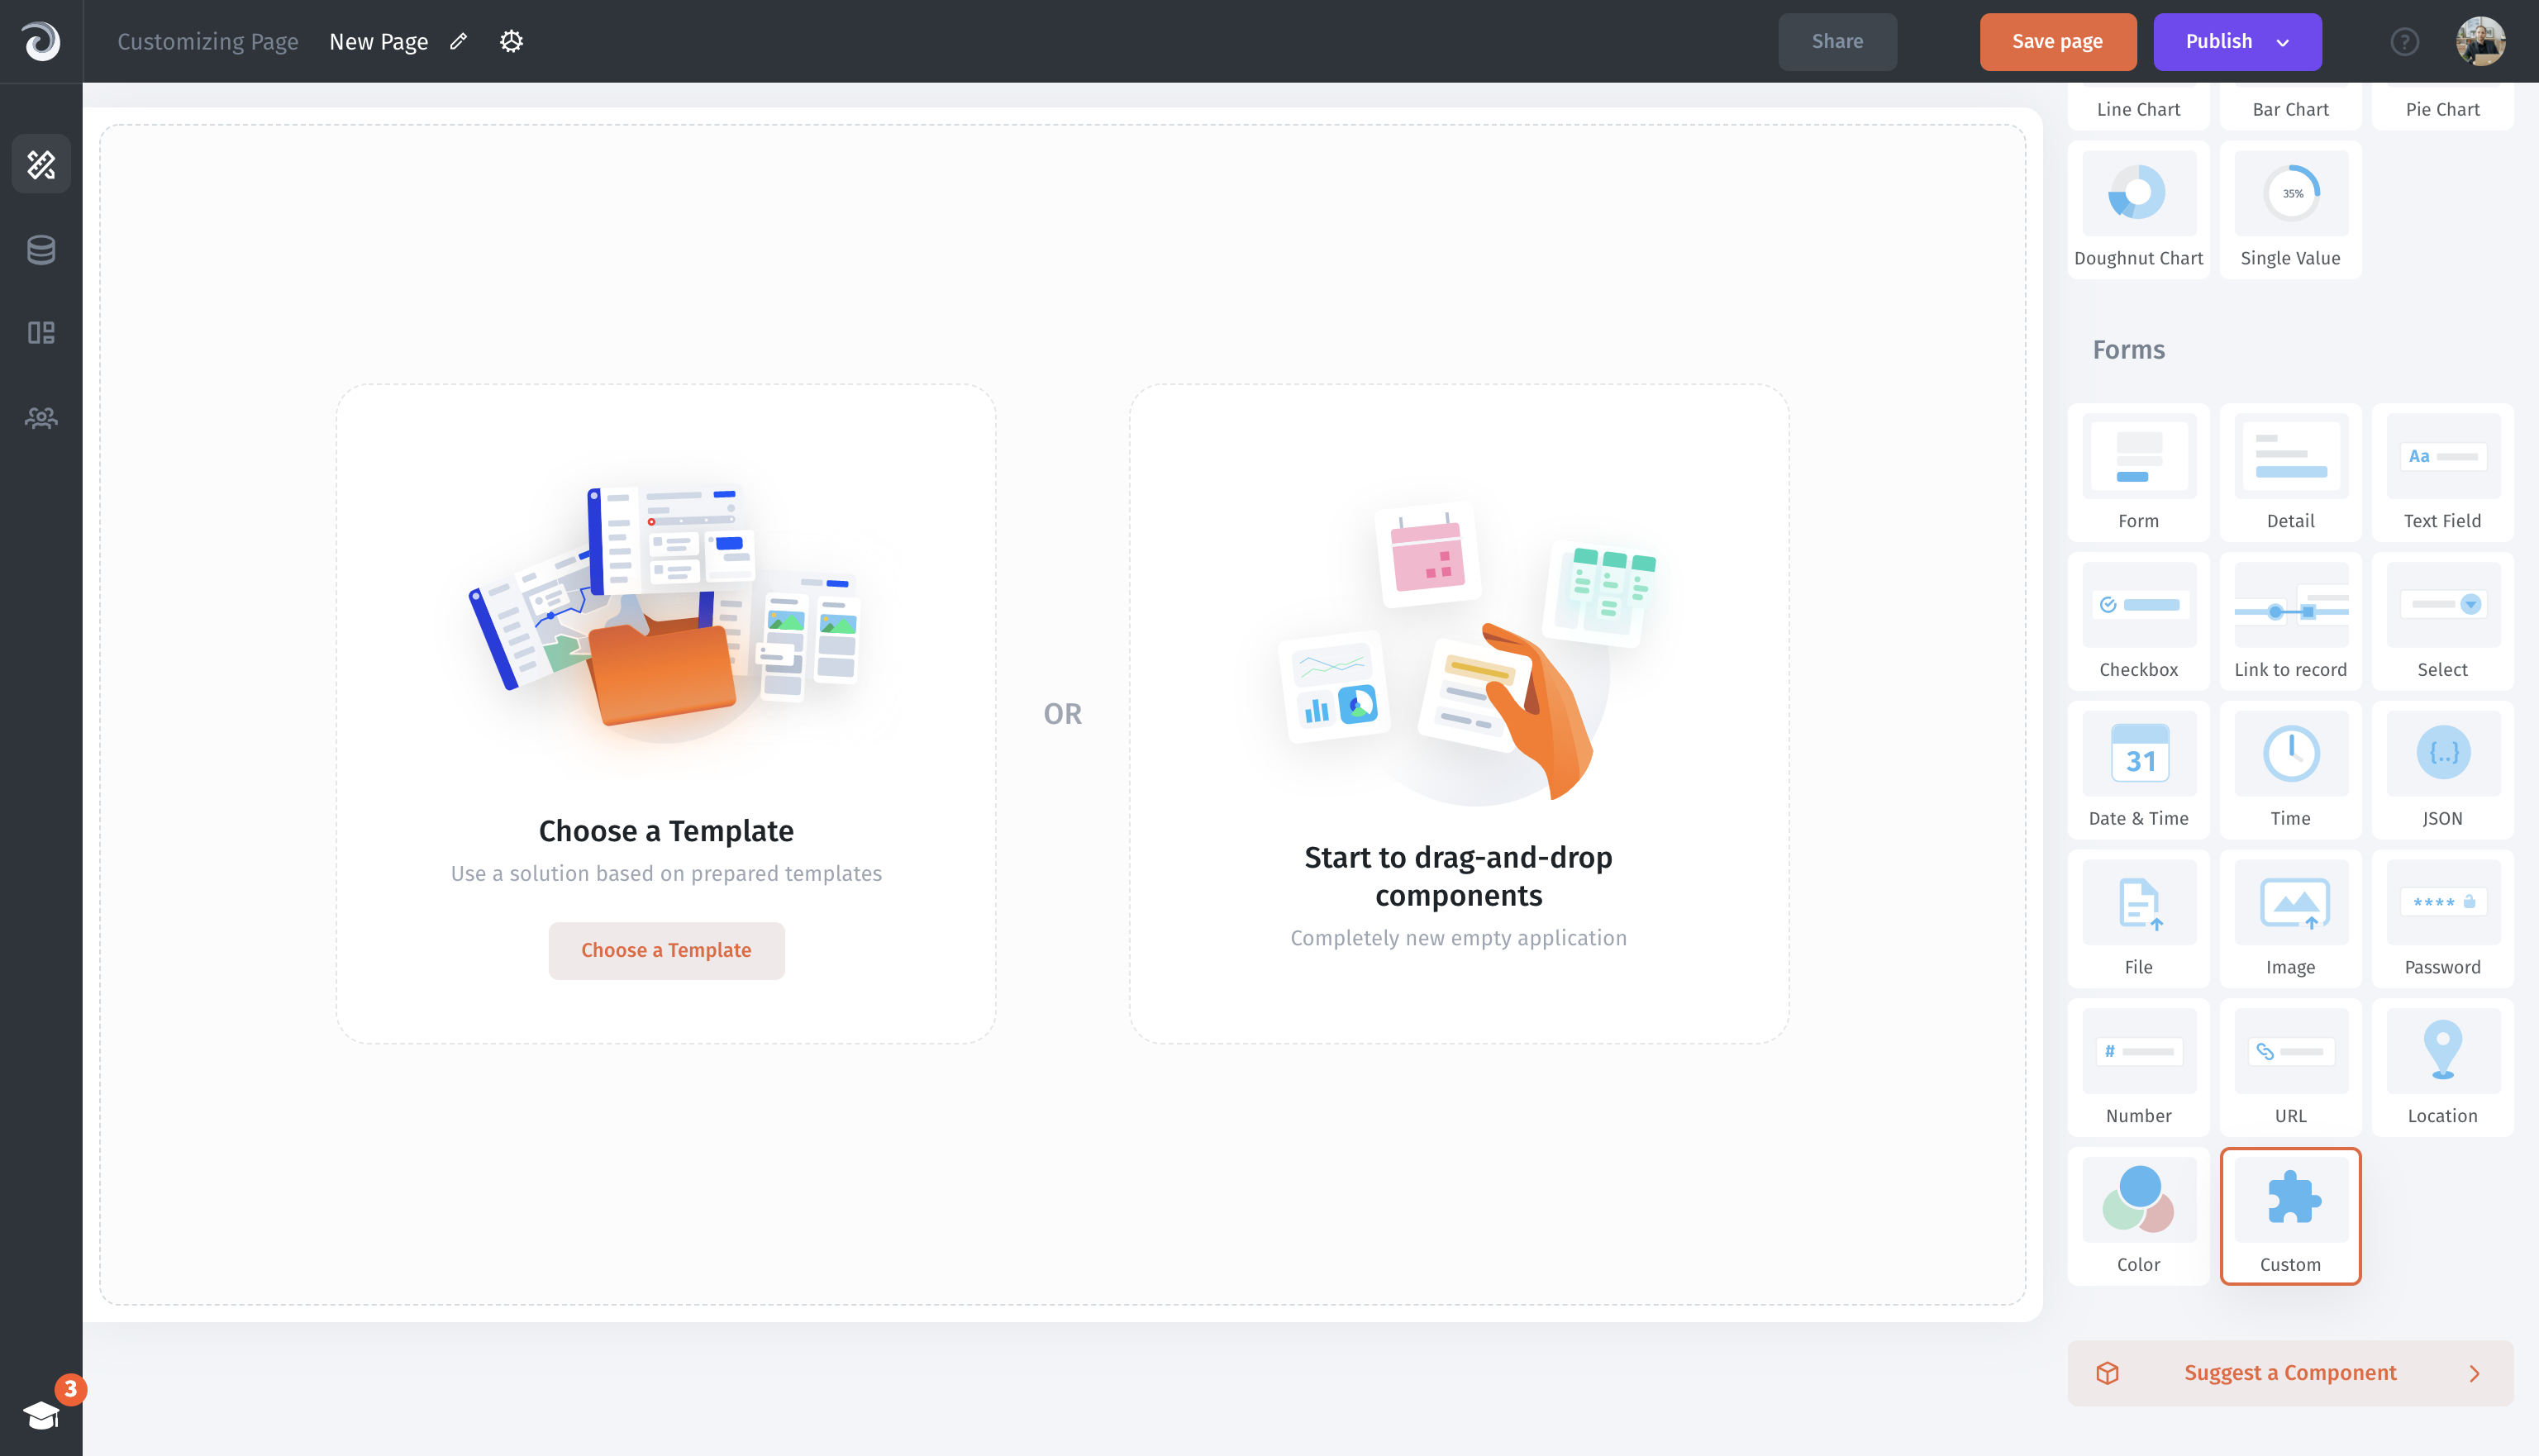 Customizing Page
New Page
Share
Save page
Publish
?
Line Chart
Bar Chart
Pie Chart
35%
Doughnut Chart
Single Value
Forms
Aa
Form
Detail
Text Field
Checkbox
Link to record
Select
31
{..}
Date & Time
Time
JSON
****
File
Image
Password
#
Number
URL
Location
Color
Custom
Suggest a Component
Choose a Template
Use a solution based on prepared templates
Choose a Template
OR
Start to drag-and-drop
components
Completely new empty application
3